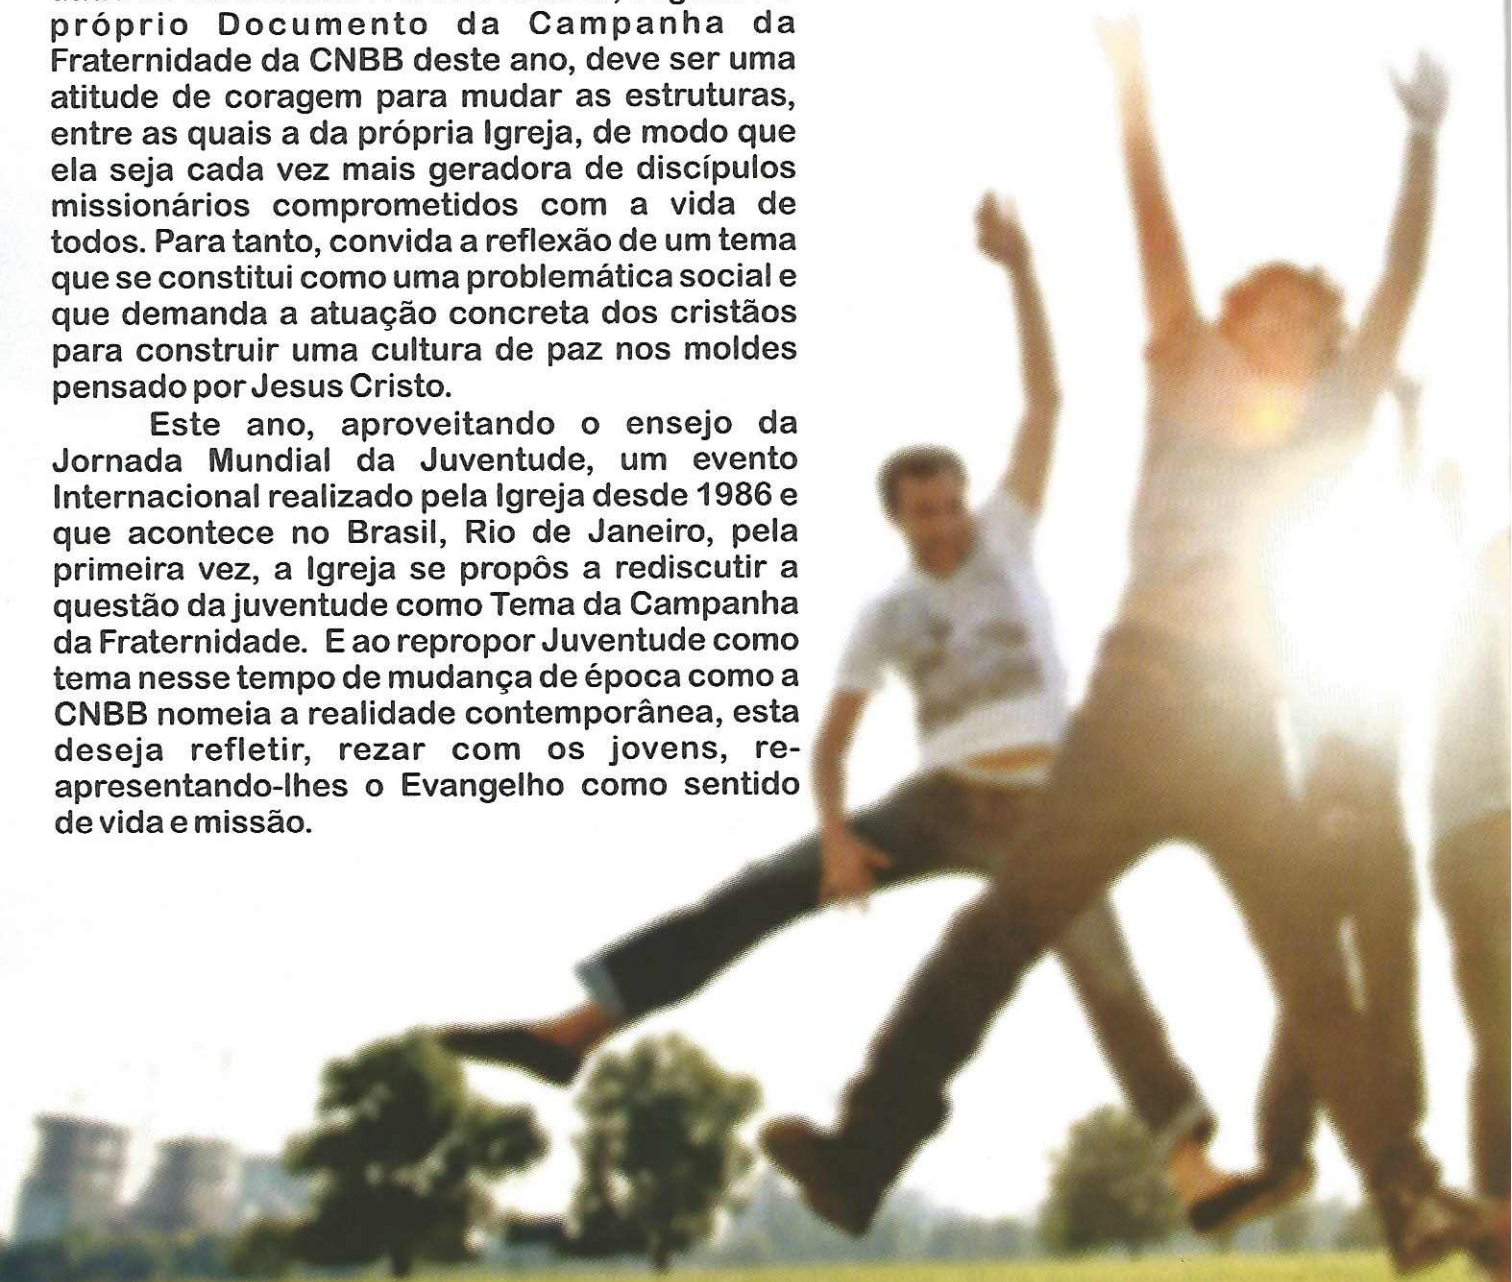 próprio Documento da Campanha da
Fraternidade da CNBB deste ano, deve ser uma
atitude de coragem para mudar as estruturas,
entre as quais a da própria Igreja, de modo que
ela seja cada vez mais geradora de discípulos
missionários comprometidos com a vida de
todos. Para tanto, convida a reflexão de um tema
que se constitui como uma problemática social e
que demanda a atuação concreta dos cristãos
para construir uma cultura de paz nos moldes
pensado por Jesus Cristo.
Este ano, aproveitando o ensejo da
Jornada Mundial da Juventude, um evento
Internacional realizado pela Igreja desde 1986 e
que acontece no Brasil, Rio de Janeiro, pela
primeira vez, a Igreja se propôs a rediscutir a
questão da juventude como Tema da Campanha
da Fraternidade. E ao repropor Juventude como
tema nesse tempo de mudança de época como a
CNBB nomeia a realidade contemporânea, esta
deseja refletir, rezar com os jovens, re-
apresentando-lhes o Evangelho como sentido
de vida e missão.